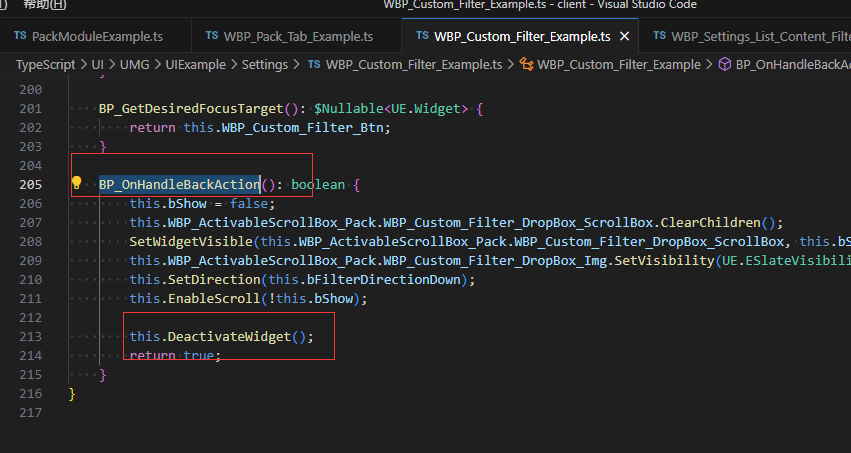 帮助(H)
WBP_Custom_Filter_Example.ts - client - Visual Studio Code
TS PackModuleExample.ts
TS WBP_Pack_Tab_Example.ts
TS WBP_Custom_Filter_Example.ts ×
TS WBP_Settings_List_Content_Filte
TypeScript > UI > UMG > UIExample > Settings > TS WBP_Custom_Filter_Example.ts > WBP_Custom_Filter_Example > BP_OnHandleBackA
200 }
201 BP_GetDesiredFocusTarget(): $Nullable<UE.Widget> {
202 return this.WBP_Custom_Filter_Btn;
203 }
204
205 BP_OnHandleBackAction(): boolean {
206 this.bShow = false;
207 this.WBP_ActivableScrollBox_Pack.WBP_Custom_Filter_DropBox_ScrollBox.ClearChildren();
208 SetWidgetVisible(this.WBP_ActivableScrollBox_Pack.WBP_Custom_Filter_DropBox_ScrollBox, this.bS
209 this.WBP_ActivableScrollBox_Pack.WBP_Custom_Filter_DropBox_Img.SetVisibility(UE.ESlateVisibili
210 this.SetDirection(this.bFilterDirectionDown);
211 this.EnableScroll(!this.bShow);
212
213 this.DeactivateWidget();
214 return true;
215 }
216 }
217